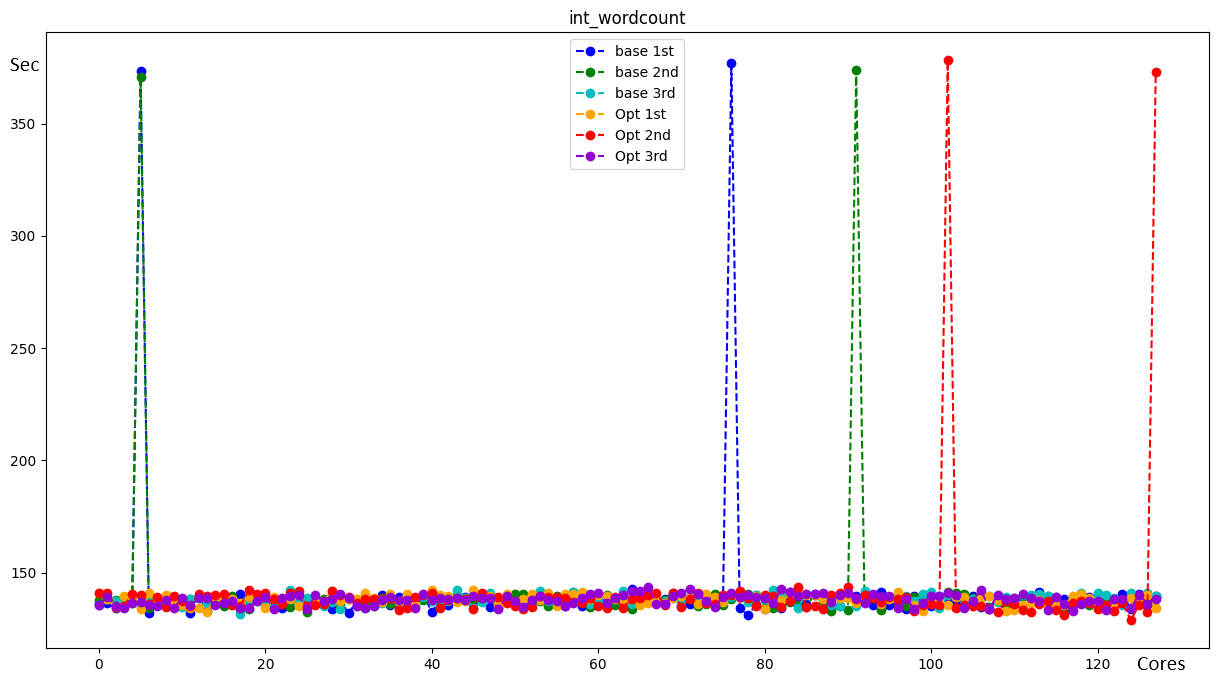 int_wordcount
Sec
base 1st
base 2nd
base 3rd
Opt 1st
Opt 2nd
Opt 3rd
350
300
250
200
150
0 20 40 60 80 100 120 Cores